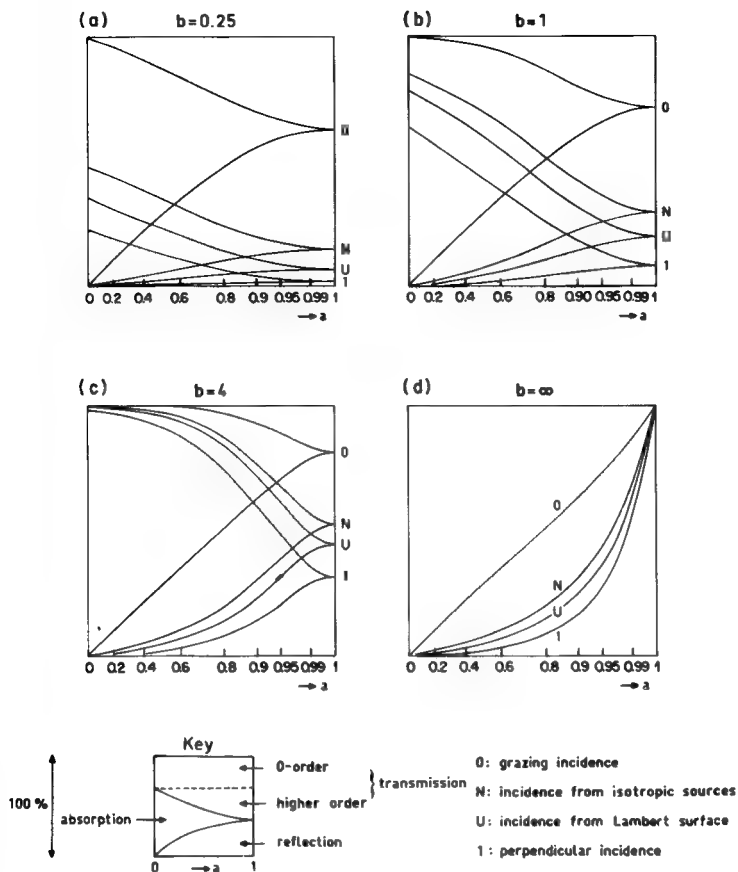 (a) b=0.25
0
N
U
1
0 0.2 0.4 0.6 0.8 0.9 0.95 0.99 1
→a
(b) b=1
0
N
U
1
0 0.2 0.4 0.6 0.8 0.90 0.95 0.99 1
→a
(c) b=4
0
N
U
1
0 0.2 0.4 0.6 0.8 0.9 0.95 0.99 1
→a
(d) b=∞
0
N
U
1
0 0.2 0.4 0.6 0.8 0.9 0.95 0.99 1
→a
Key
100 %
absorption
0-order
higher order
transmission
reflection
0 →a 1
0: grazing incidence
N: incidence from isotropic sources
U: incidence from Lambert surface
1: perpendicular incidence